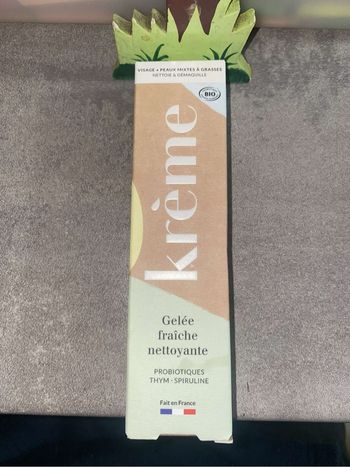 VISAGE • PEAUX MIXTES À GRASSES
NETTOIE & DÉMAQUILLE
BIO
krème
Gelée
fraîche
nettoyante
PROBIOTIQUES
THYM - SPIRULINE
Fait en France